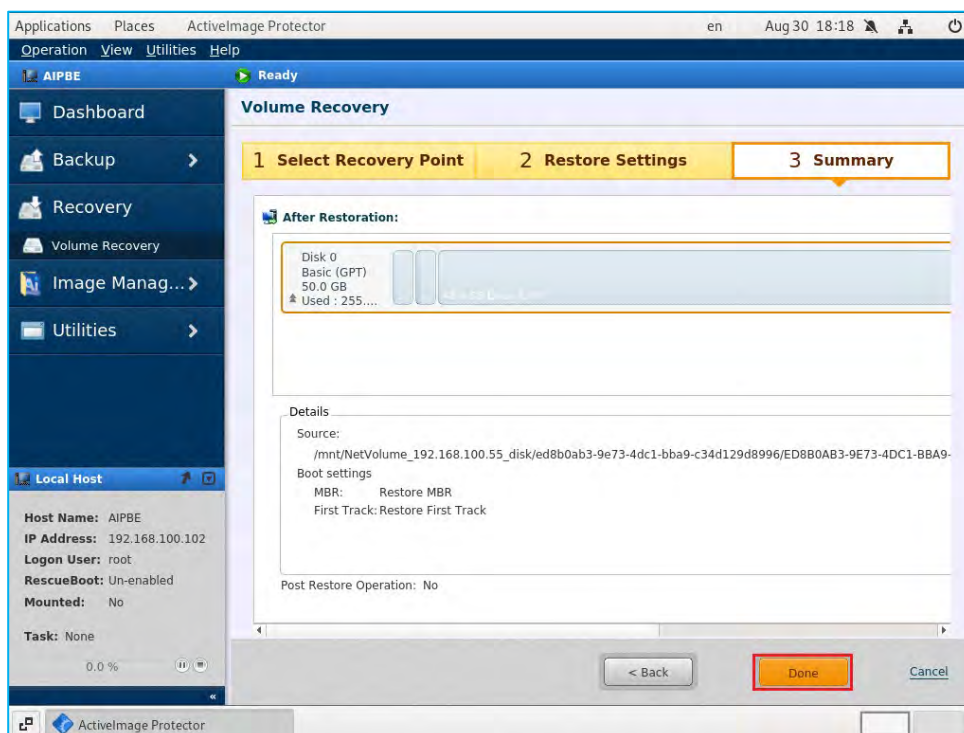 Applications Places ActiveImage Protector en Aug 30 18:18
Operation View Utilities Help
AIPBE
Ready
Dashboard
Backup
Recovery
Volume Recovery
Image Manag...
Utilities
Volume Recovery
1 Select Recovery Point 2 Restore Settings 3 Summary
After Restoration:
Disk 0
Basic (GPT)
50.0 GB
Used : 255....
Details
Source:
/mnt/NetVolume_192.168.100.55_disk/ed8b0ab3-9e73-4dc1-bba9-c34d129d8996/ED8B0AB3-9E73-4DC1-BBA9-
Boot settings
MBR: Restore MBR
First Track: Restore First Track
Post Restore Operation: No
Local Host
Host Name: AIPBE
IP Address: 192.168.100.102
Logon User: root
RescueBoot: Un-enabled
Mounted: No
Task: None
0.0 %
«
< Back Done Cancel
ActiveImage Protector